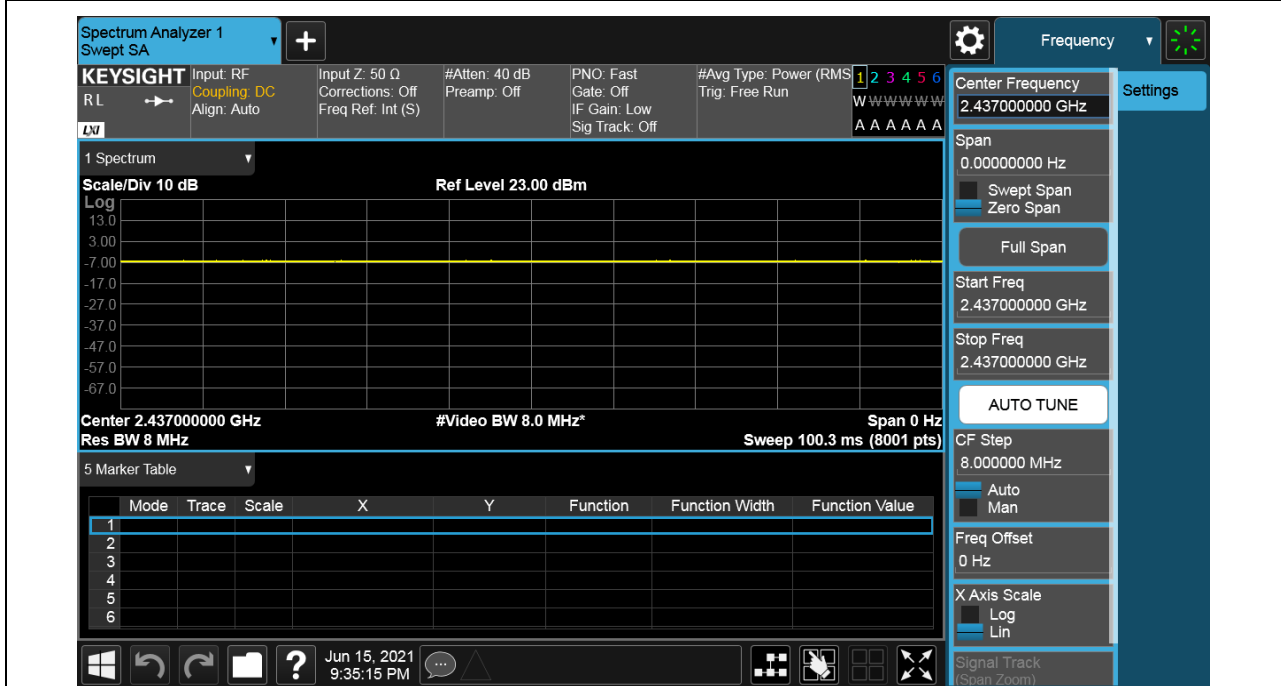 Spectrum Analyzer 1
Swept SA
Frequency
KEYSIGHT
R L
LXI
Input: RF
Coupling: DC
Align: Auto
Input Z: 50 Ω
Corrections: Off
Freq Ref: Int (S)
#Atten: 40 dB
Preamp: Off
PNO: Fast
Gate: Off
IF Gain: Low
Sig Track: Off
#Avg Type: Power (RMS
Trig: Free Run
1 2 3 4 5 6
W W W W W W
A A A A A A
1 Spectrum
Scale/Div 10 dB
Ref Level 23.00 dBm
Log
13.0
3.00
-7.00
-17.0
-27.0
-37.0
-47.0
-57.0
-67.0
Center 2.437000000 GHz
#Video BW 8.0 MHz*
Span 0 Hz
Res BW 8 MHz
Sweep 100.3 ms (8001 pts)
5 Marker Table
Mode Trace Scale X Y Function Function Width Function Value
1
2
3
4
5
6
Jun 15, 2021
9:35:15 PM
Center Frequency
2.437000000 GHz
Settings
Span
0.00000000 Hz
Swept Span
Zero Span
Full Span
Start Freq
2.437000000 GHz
Stop Freq
2.437000000 GHz
AUTO TUNE
CF Step
8.000000 MHz
Auto
Man
Freq Offset
0 Hz
X Axis Scale
Log
Lin
Signal Track
(Span Zoom)